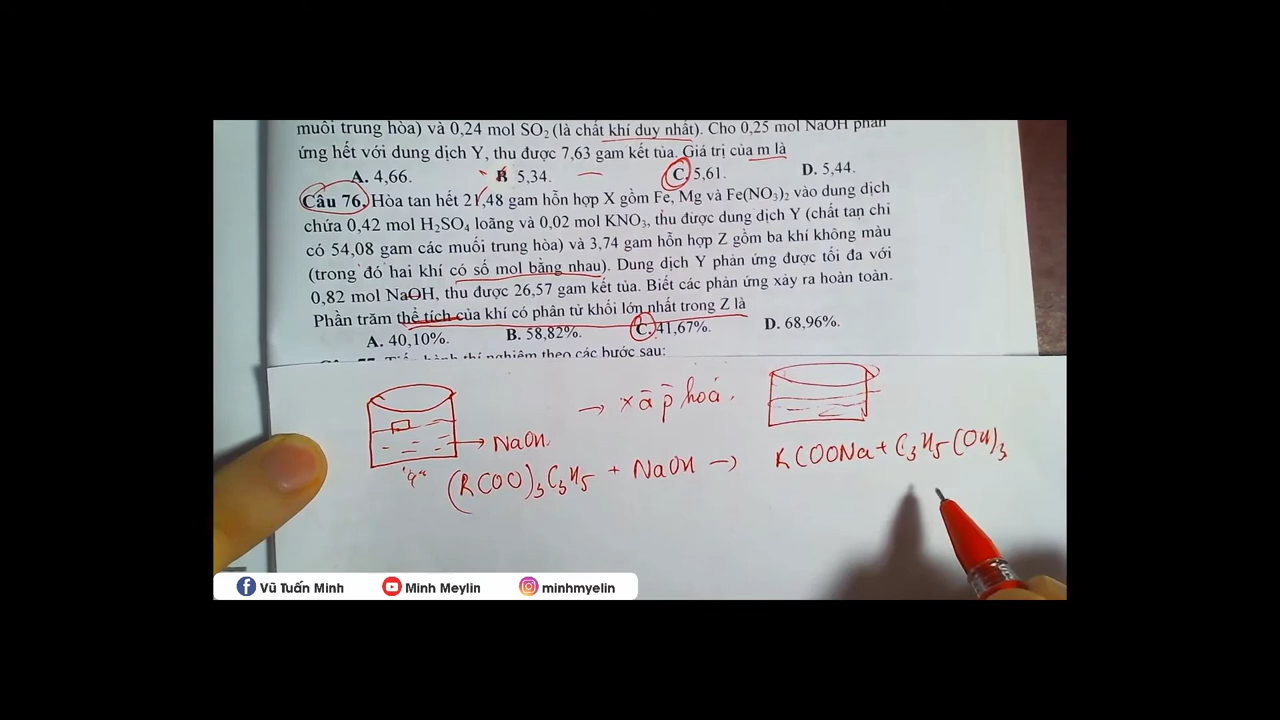 muối trung hòa) và 0,24 mol SO₂ (là chất khí duy nhất). Cho 0,25 mol NaOH phản
ứng hết với dung dịch Y, thu được 7,63 gam kết tủa. Giá trị của m là
A. 4,66. B. 5,34. C. 5,61. D. 5,44.
Câu 76. Hòa tan hết 21,48 gam hỗn hợp X gồm Fe, Mg và Fe(NO₃)₂ vào dung dịch
chứa 0,42 mol H₂SO₄ loãng và 0,02 mol KNO₃, thu được dung dịch Y (chất tan chỉ
có 54,08 gam các muối trung hòa) và 3,74 gam hỗn hợp Z gồm ba khí không màu
(trong đó hai khí có số mol bằng nhau). Dung dịch Y phản ứng được tối đa với
0,82 mol NaOH, thu được 26,57 gam kết tủa. Biết các phản ứng xảy ra hoàn toàn.
Phần trăm thể tích của khí có phân tử khối lớn nhất trong Z là
A. 40,10%. B. 58,82%. C. 41,67%. D. 68,96%.
hành thí nghiệm theo các bước sau:
→ xà phòng hoá.
→ NaOH
(RCOO)₃C₃H₅ + NaOH → RCOONa + C₃H₅(OH)₃
Vũ Tuấn Minh Minh Meylin minhmyelin